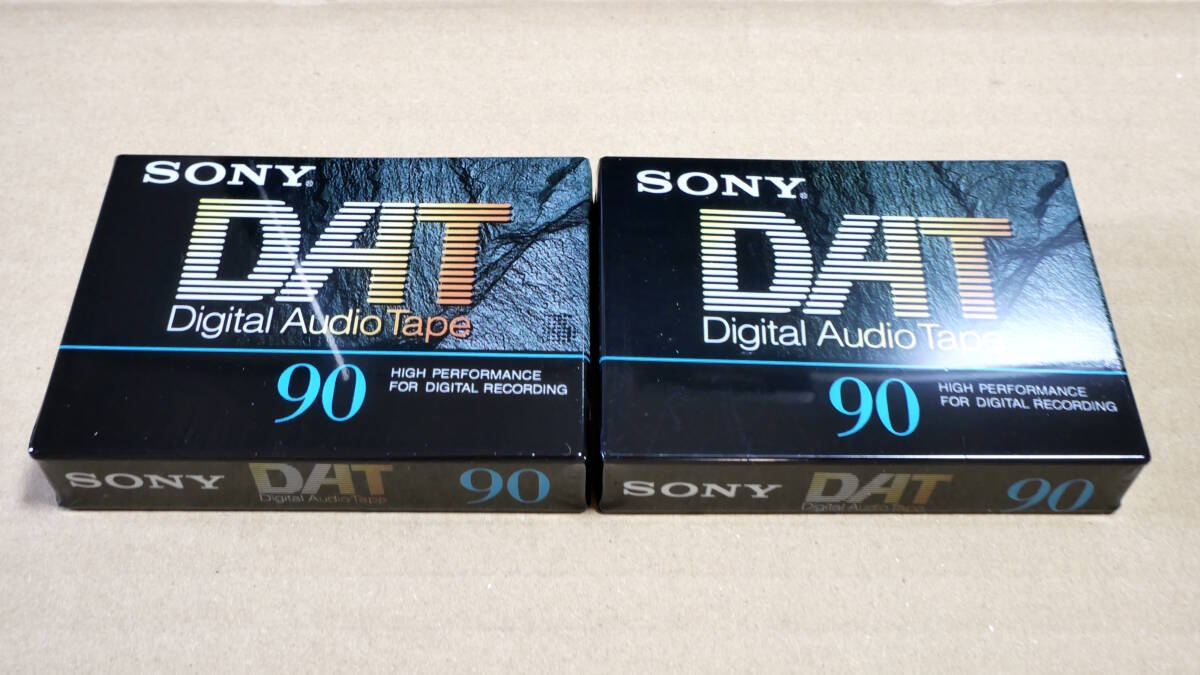 SONY®
DAT
Digital Audio Tape
90
HIGH PERFORMANCE
FOR DIGITAL RECORDING
SONY DAT 90
Digital Audio Tape
SONY®
DAT
Digital Audio Tape
90
HIGH PERFORMANCE
FOR DIGITAL RECORDING
SONY DAT 90
Digital Audio Tape